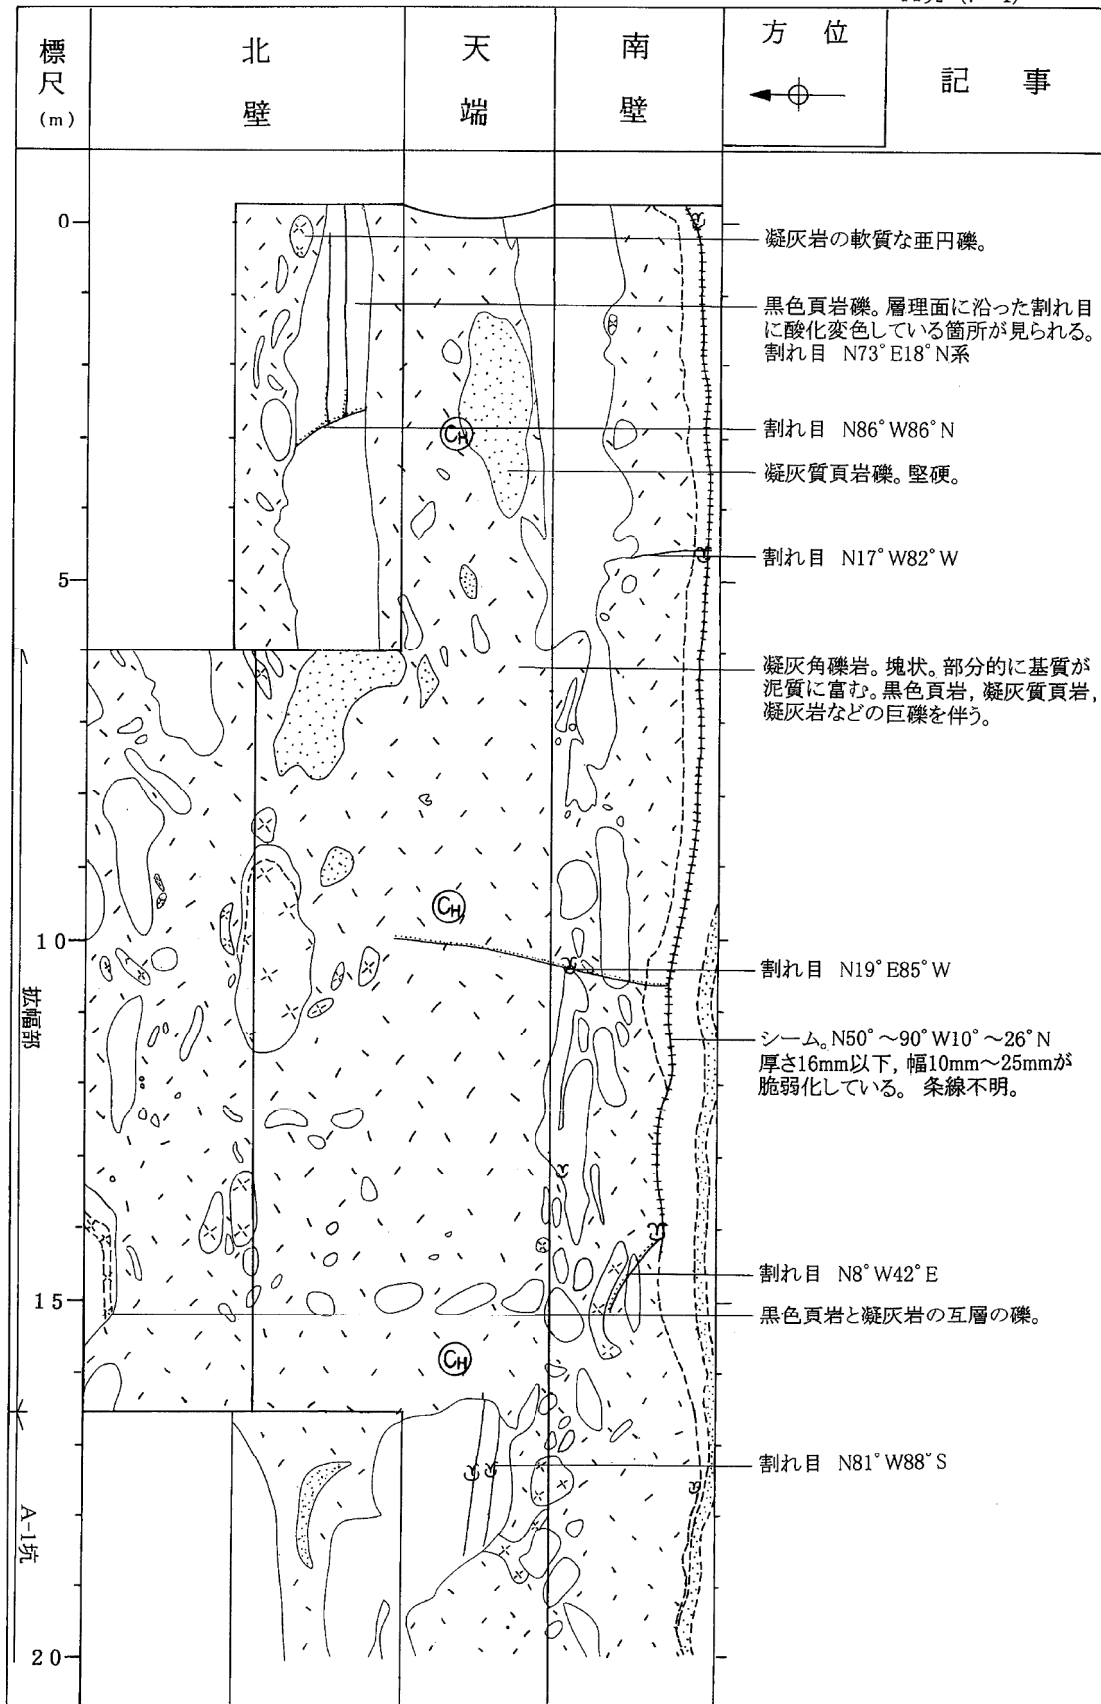 標尺
(m)
北壁
天端
南壁
方位
記事
0
凝灰岩の軟質な亜円礫。
黒色頁岩礫。層理面に沿った割れ目
に酸化変色している箇所が見られる。
割れ目 N73°E18°N系
割れ目 N86°W86°N
CH
凝灰質頁岩礫。堅硬。
割れ目 N17°W82°W
5
凝灰角礫岩。塊状。部分的に基質が
泥質に富む。黒色頁岩,凝灰質頁岩,
凝灰岩などの巨礫を伴う。
CH
10
割れ目 N19°E85°W
拡幅部
シーム。N50°～90°W10°～26°N
厚さ16mm以下,幅10mm～25mmが
脆弱化している。 条線不明。
割れ目 N8°W42°E
15
黒色頁岩と凝灰岩の互層の礫。
CH
割れ目 N81°W88°S
A-1坑
20